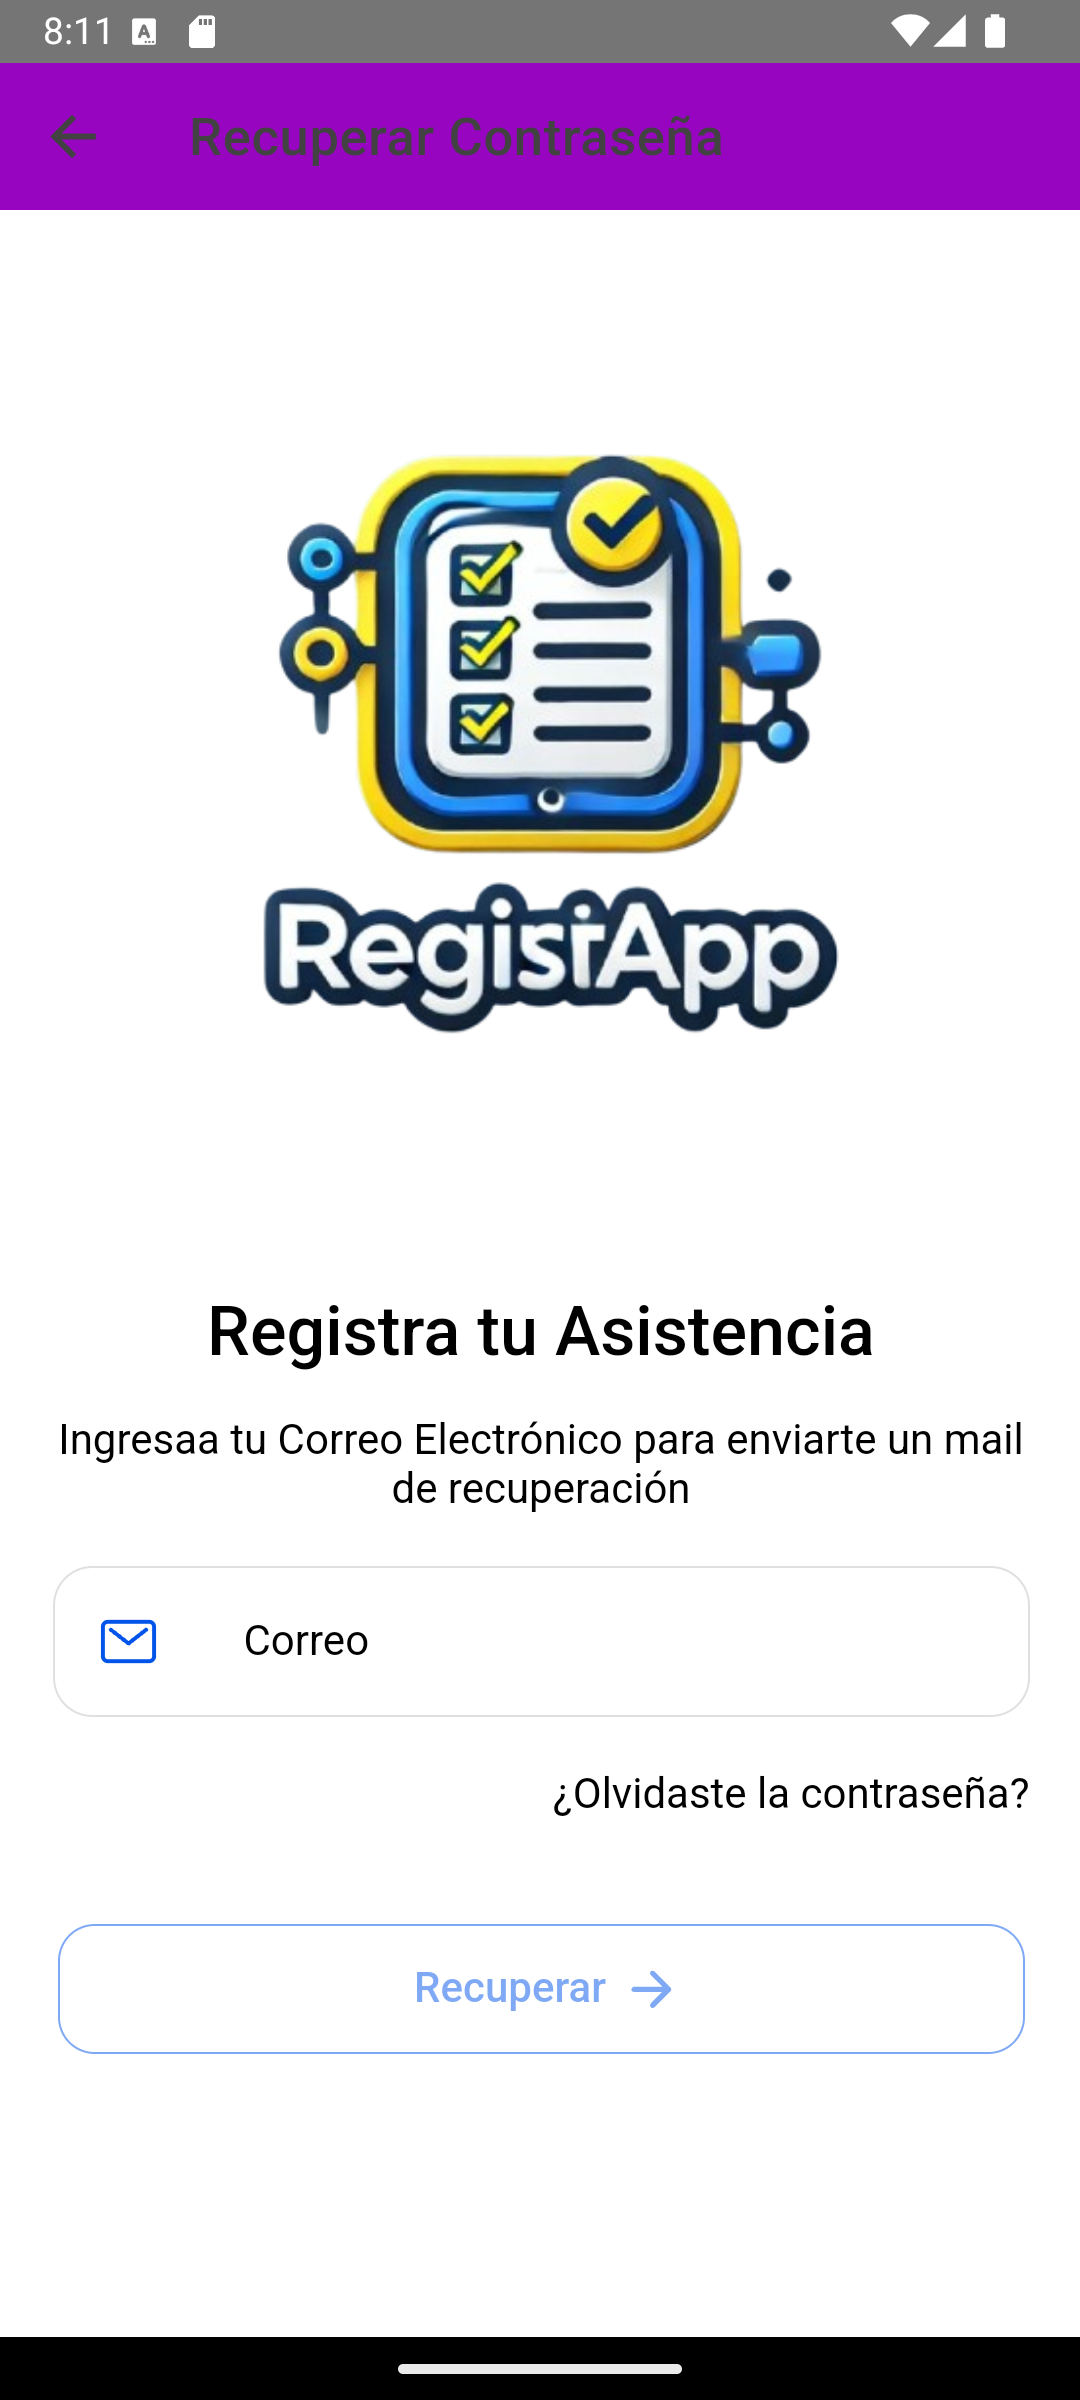 8:11
Recuperar Contraseña
RegistApp
Registra tu Asistencia
Ingresaa tu Correo Electrónico para enviarte un mail
de recuperación
Correo
¿Olvidaste la contraseña?
Recuperar